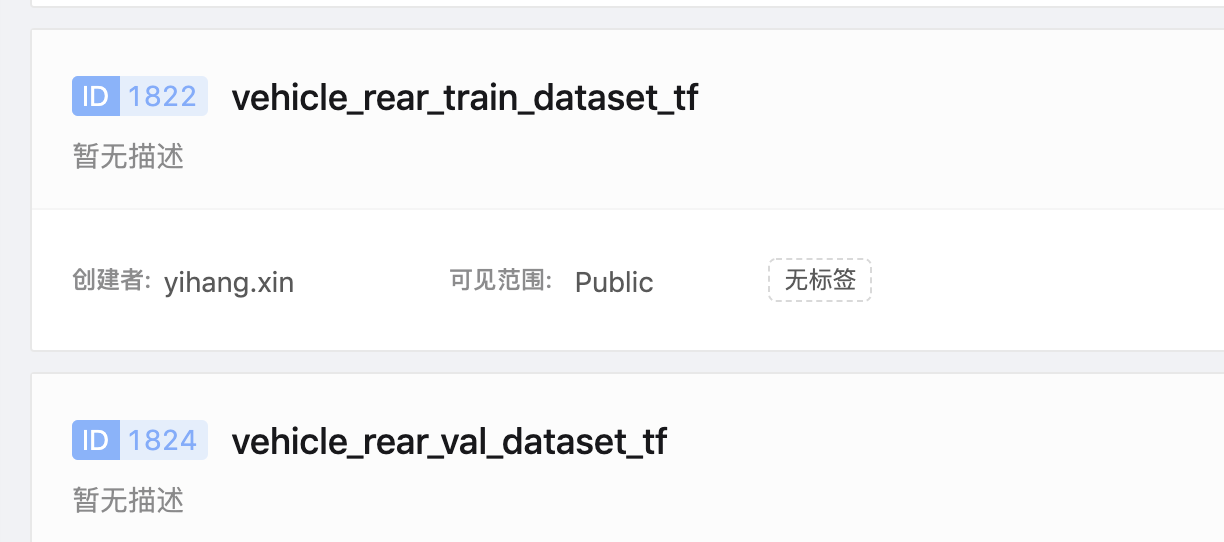 ID 1822 vehicle_rear_train_dataset_tf
暂无描述
创建者: yihang.xin 可见范围: Public 无标签
ID 1824 vehicle_rear_val_dataset_tf
暂无描述